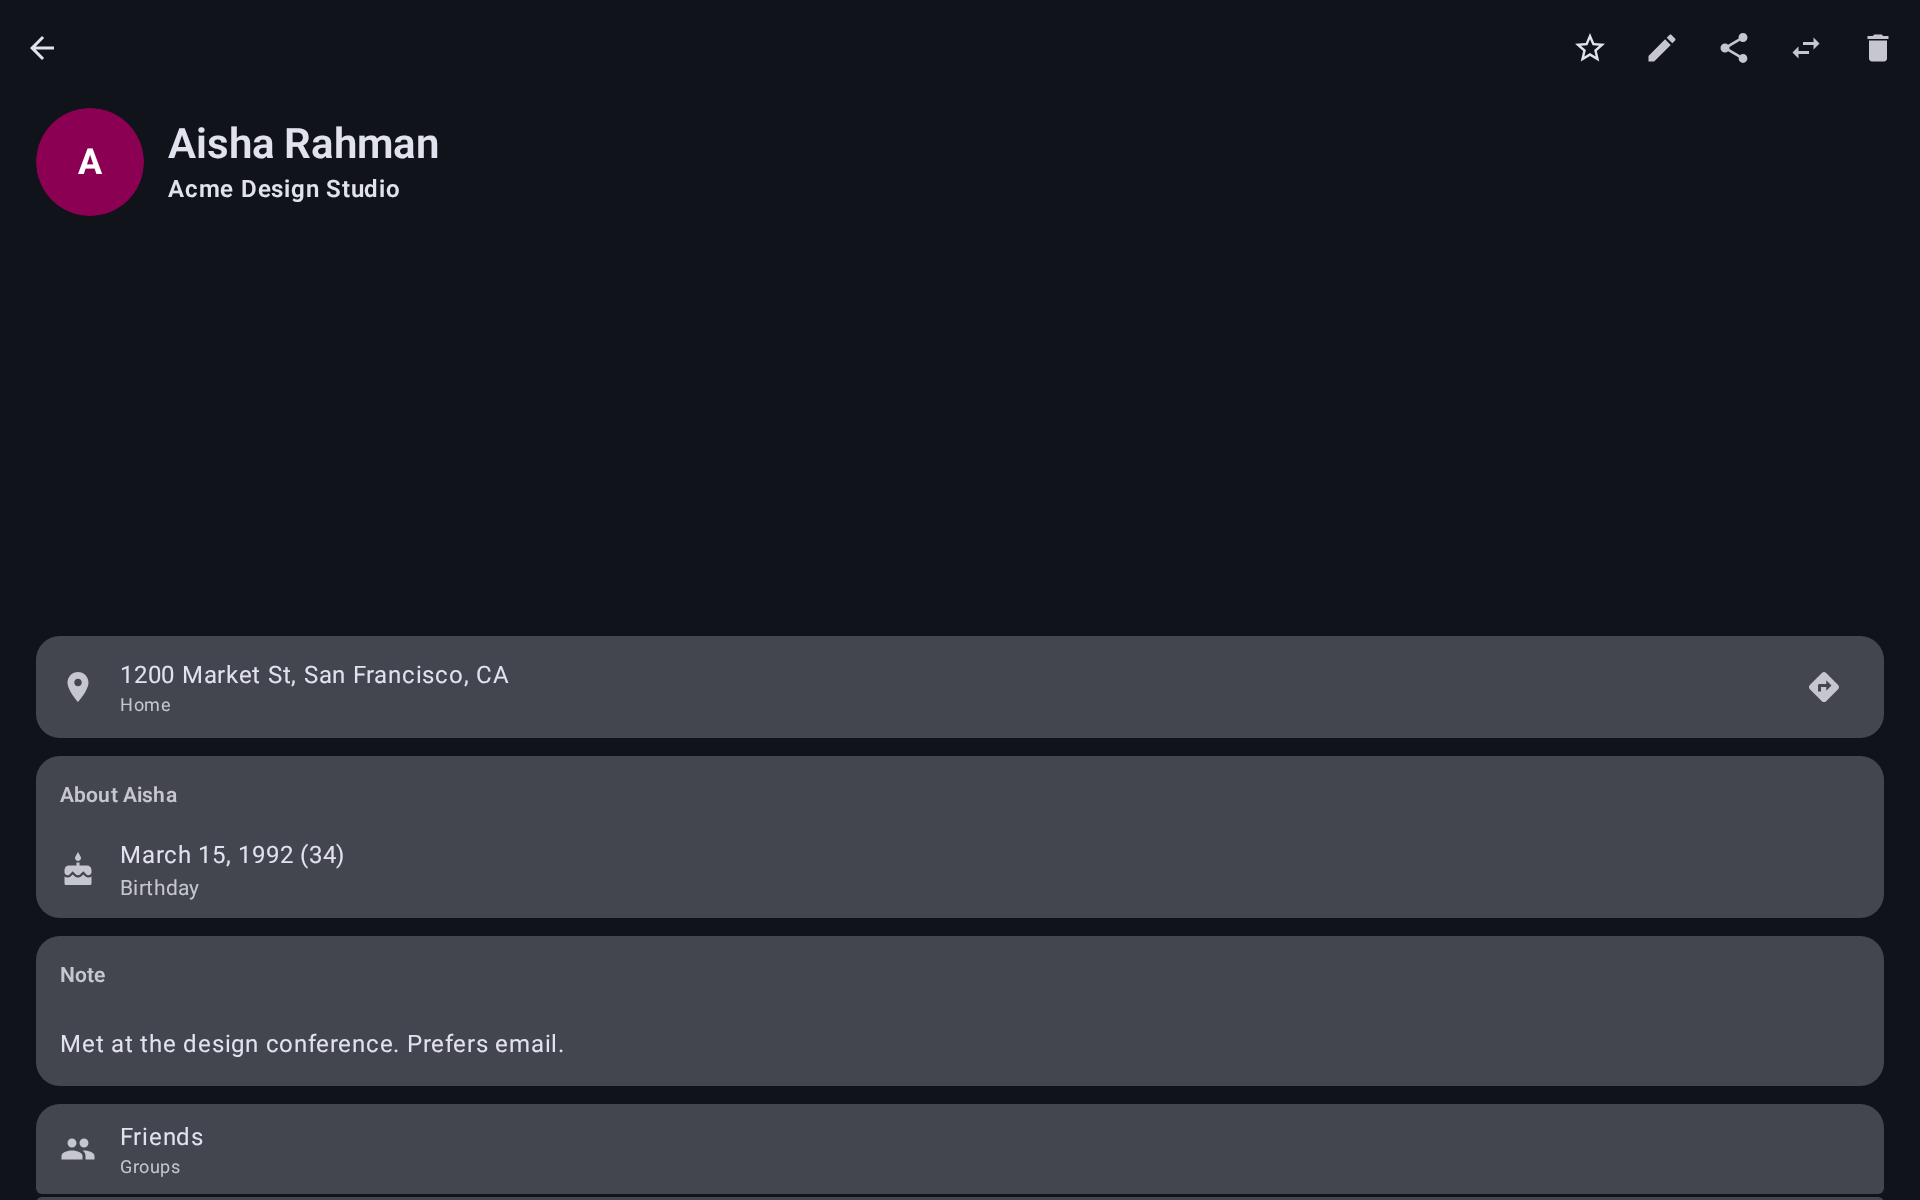 A
Aisha Rahman
Acme Design Studio
1200 Market St, San Francisco, CA
Home
About Aisha
March 15, 1992 (34)
Birthday
Note
Met at the design conference. Prefers email.
Friends
Groups